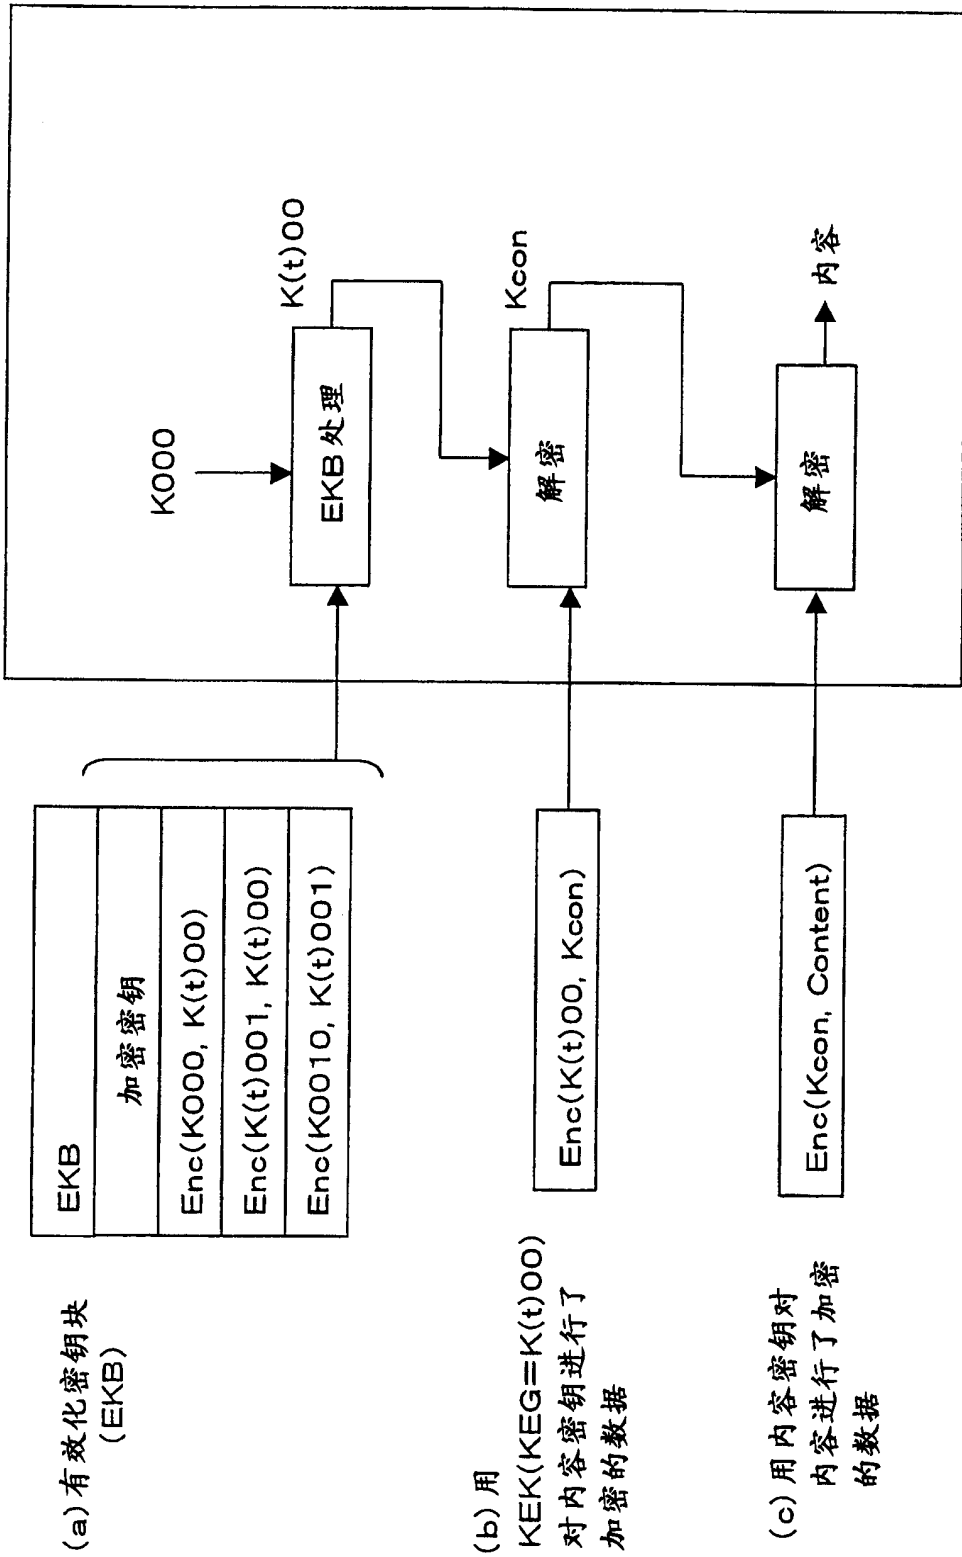 (a)有效化密钥块
(EKB)
EKB
加密密钥
Enc(K000, K(t)00)
Enc(K(t)001, K(t)00)
Enc(K0010, K(t)001)
K000
EKB处理
K(t)00
(b)用
KEK(KEG=K(t)00)
对内容密钥进行了
加密的数据
Enc(K(t)00, Kcon)
解密
Kcon
(c)用内容密钥对
内容进行了加密
的数据
Enc(Kcon, Content)
解密
内容